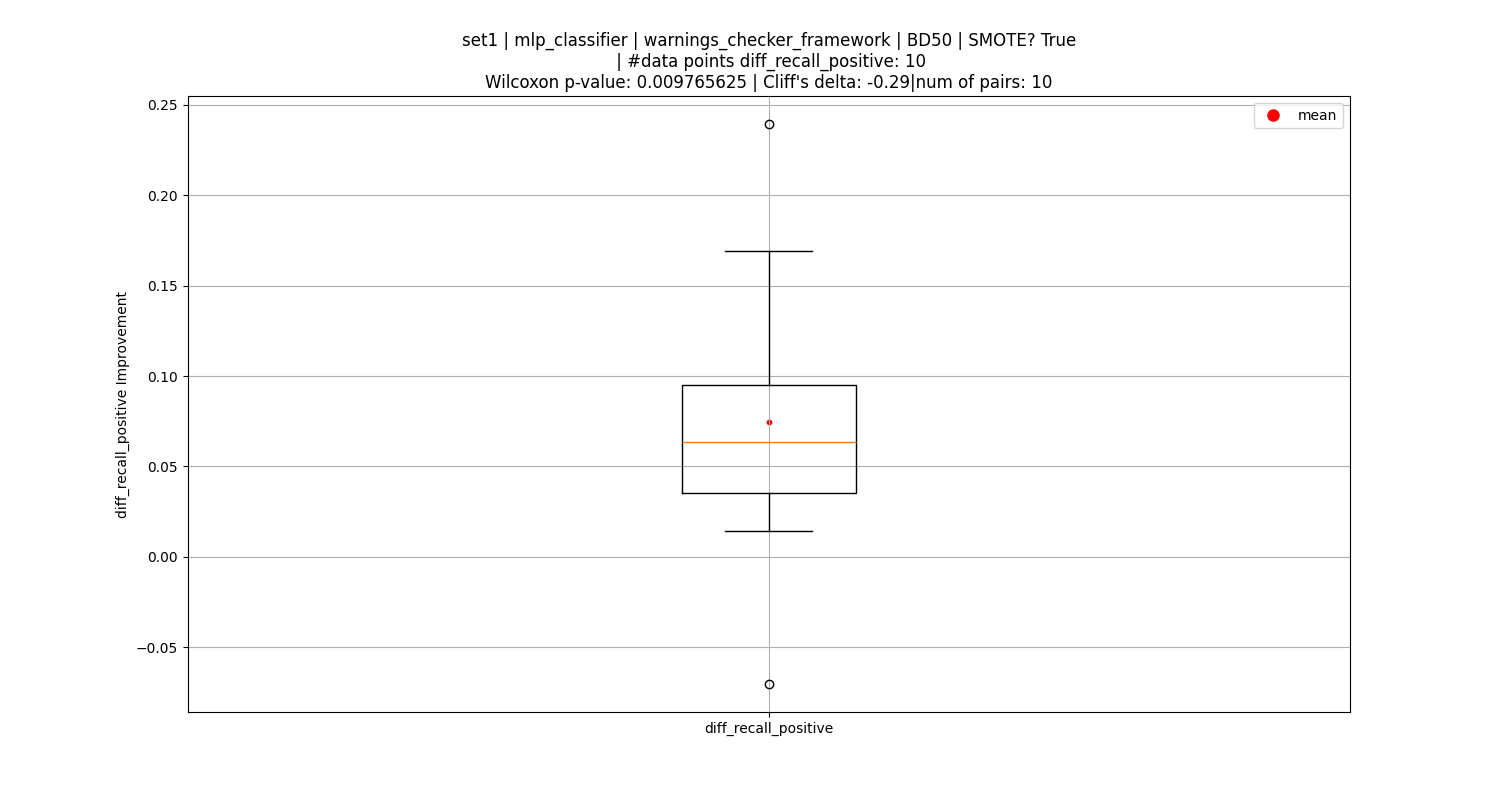 set1 | mlp_classifier | warnings_checker_framework | BD50 | SMOTE? True
| #data points diff_recall_positive: 10
Wilcoxon p-value: 0.009765625 | Cliff's delta: -0.29|num of pairs: 10
mean
0.25
0.20
0.15
0.10
0.05
0.00
−0.05
diff_recall_positive Improvement
diff_recall_positive